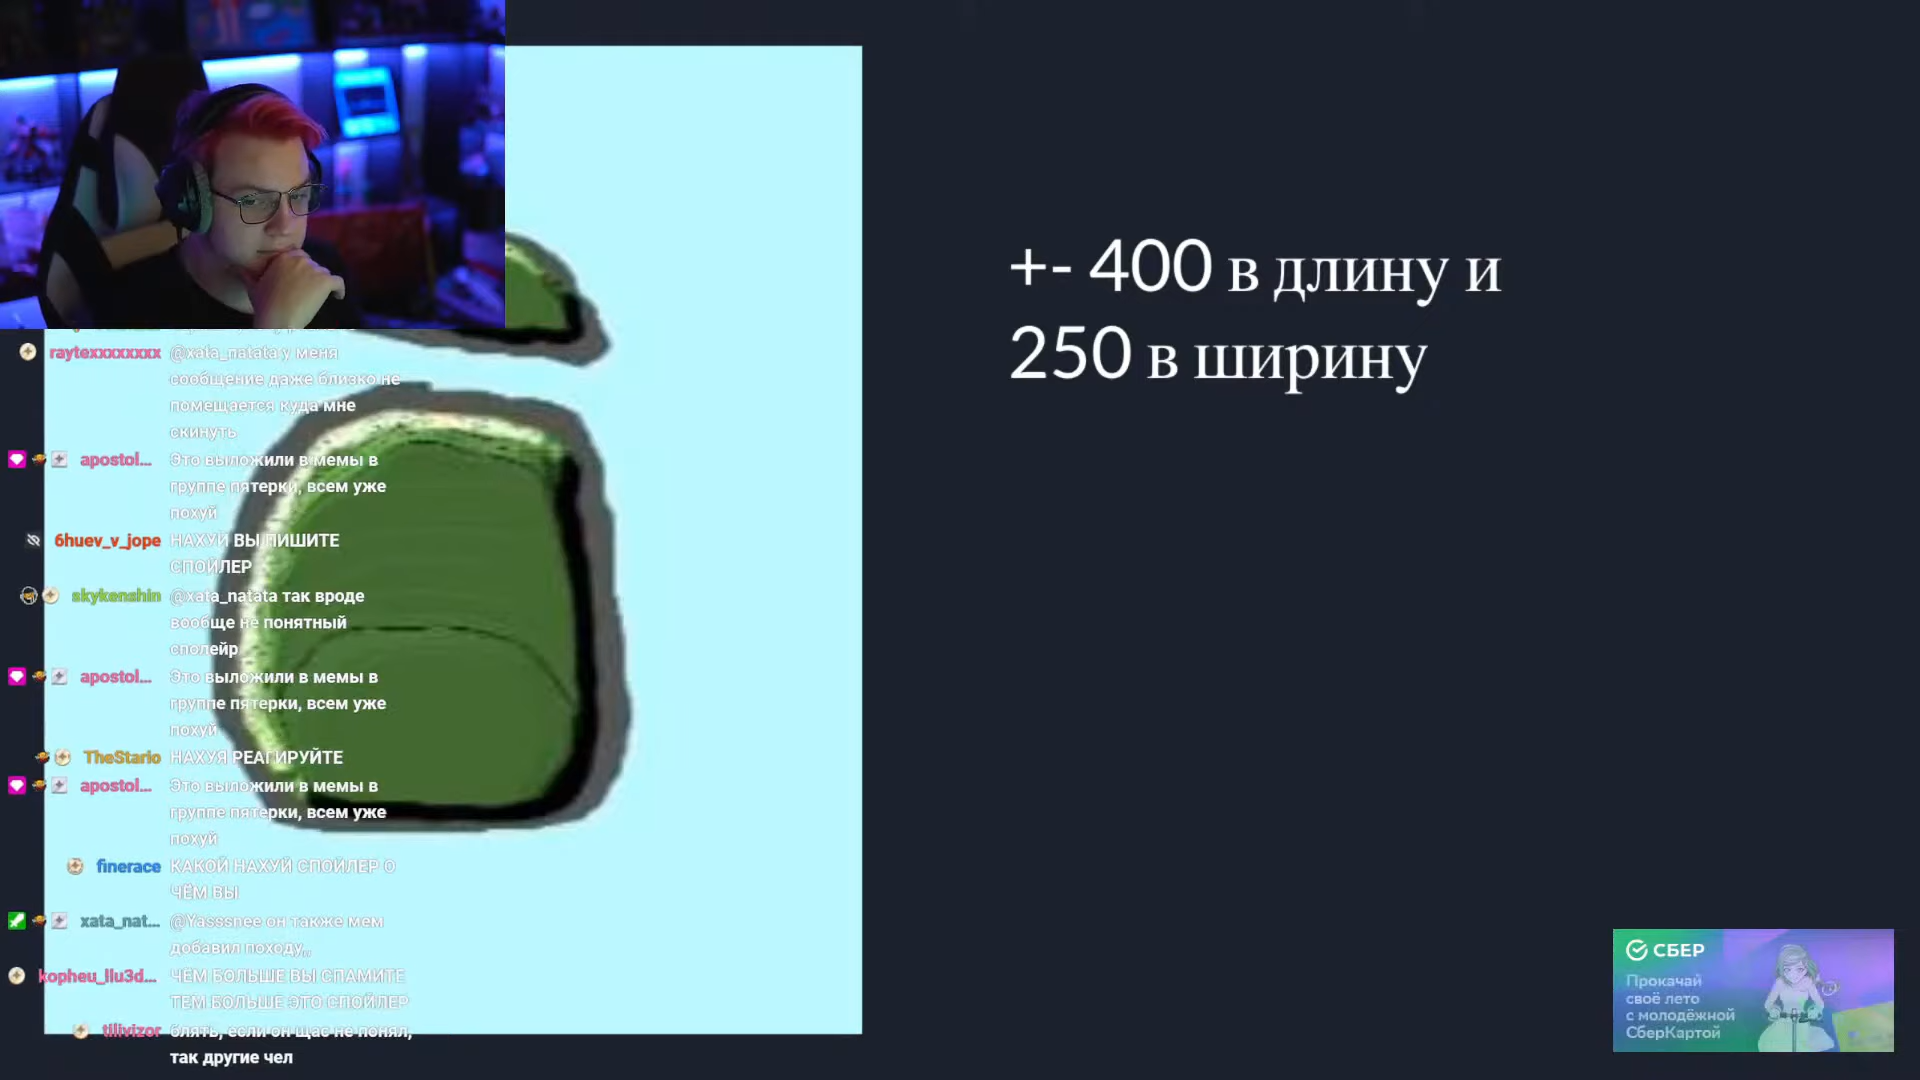 +- 400 в длину и
250 в ширину
raytexxxxxxxx @xata_natata у меня
сообщение даже близко не
помещается куда мне
скинуть
apostol... Это выложили в мемы в
группе пятерки, всем уже
похуй
6huev_v_jope НАХУЙ ВЫ ПИШИТЕ
СПОЙЛЕР
skykenshin @xata_natata так вроде
вообще не понятный
сполейр
apostol... Это выложили в мемы в
группе пятерки, всем уже
похуй
TheStario НАХУЯ РЕАГИРУЙТЕ
apostol... Это выложили в мемы в
группе пятерки, всем уже
похуй
finerace КАКОЙ НАХУЙ СПОЙЛЕР О
ЧЁМ ВЫ
xata_nat... @Yasssnee он также мем
добавил походу,,
kopheu_llu3d... ЧЕМ БОЛЬШЕ ВЫ СПАМИТЕ
ТЕМ БОЛЬШЕ ЭТО СПОЙЛЕР
tilivizor блять, если он щас не понял,
так другие чел
СБЕР
Прокачай
своё лето
с молодёжной
СберКартой